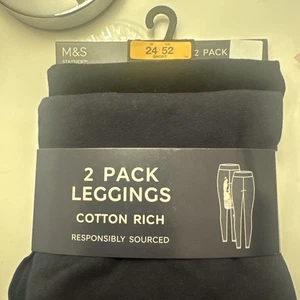 M&S
24 52
2 PACK
2 PACK
LEGGINGS
COTTON RICH
RESPONSIBLY SOURCED